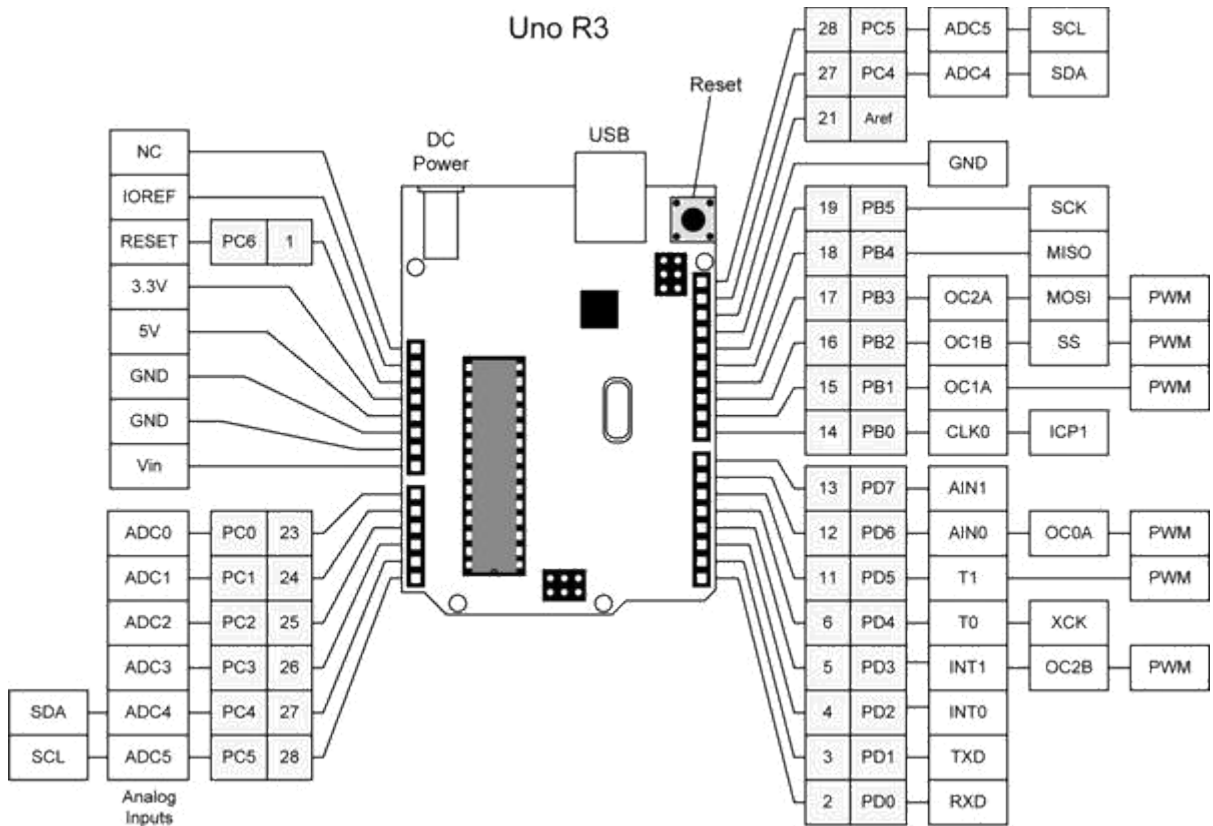 Uno R3
Reset
DC
Power
USB
NC
IOREF
RESET PC6 1
3.3V
5V
GND
GND
Vin
ADC0 PC0 23
ADC1 PC1 24
ADC2 PC2 25
ADC3 PC3 26
SDA ADC4 PC4 27
SCL ADC5 PC5 28
Analog
Inputs
28 PC5 ADC5 SCL
27 PC4 ADC4 SDA
21 Aref
GND
19 PB5 SCK
18 PB4 MISO
17 PB3 OC2A MOSI PWM
16 PB2 OC1B SS PWM
15 PB1 OC1A PWM
14 PB0 CLK0 ICP1
13 PD7 AIN1
12 PD6 AIN0 OC0A PWM
11 PD5 T1 PWM
6 PD4 T0 XCK
5 PD3 INT1 OC2B PWM
4 PD2 INT0
3 PD1 TXD
2 PD0 RXD